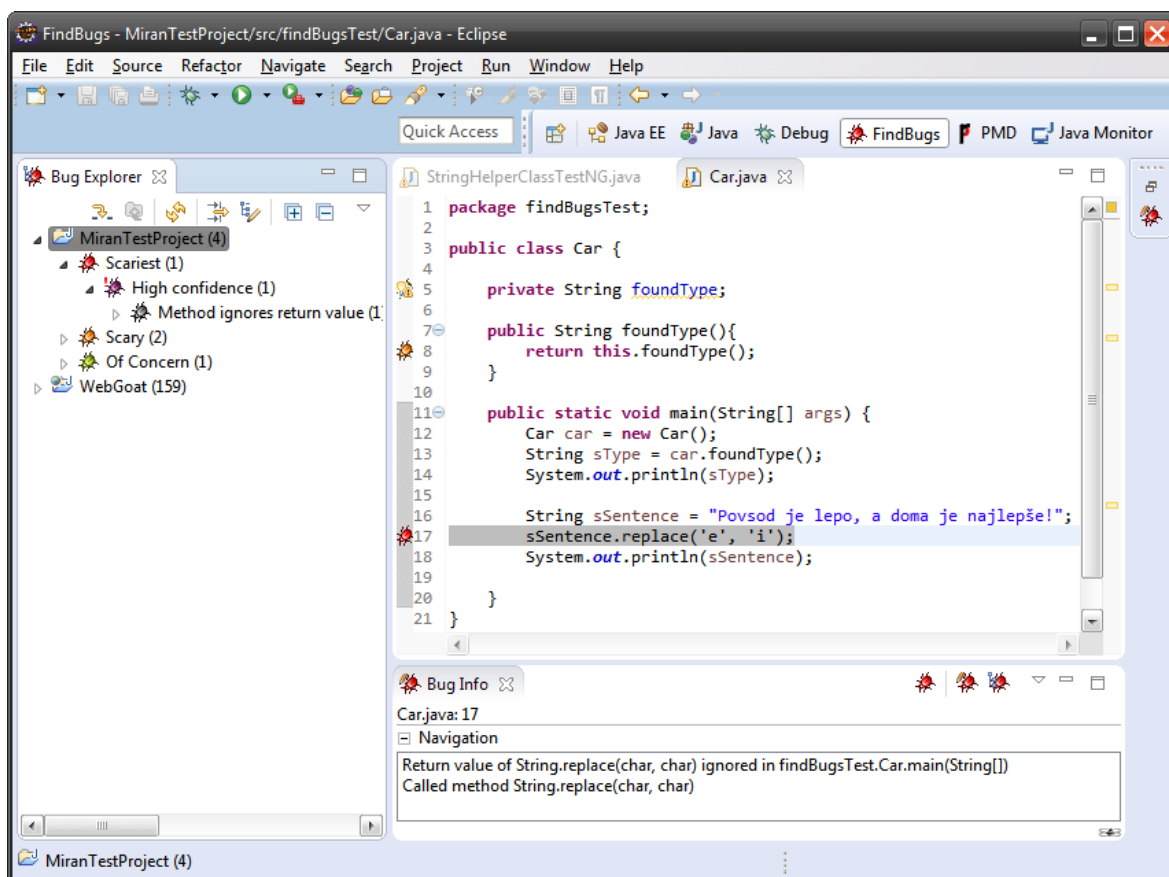 FindBugs - MiranTestProject/src/findBugsTest/Car.java - Eclipse
File Edit Source Refactor Navigate Search Project Run Window Help
Quick Access Java EE Java Debug FindBugs PMD Java Monitor
Bug Explorer
MiranTestProject (4)
Scariest (1)
High confidence (1)
Method ignores return value (1
Scary (2)
Of Concern (1)
WebGoat (159)
StringHelperClassTestNG.java Car.java
1 package findBugsTest;
2
3 public class Car {
4
5 private String foundType;
6
7 public String foundType(){
8 return this.foundType();
9 }
10
11 public static void main(String[] args) {
12 Car car = new Car();
13 String sType = car.foundType();
14 System.out.println(sType);
15
16 String sSentence = "Povsod je lepo, a doma je najlepše!";
17 sSentence.replace('e', 'i');
18 System.out.println(sSentence);
19
20 }
21 }
Bug Info
Car.java: 17
Navigation
Return value of String.replace(char, char) ignored in findBugsTest.Car.main(String[])
Called method String.replace(char, char)
MiranTestProject (4)